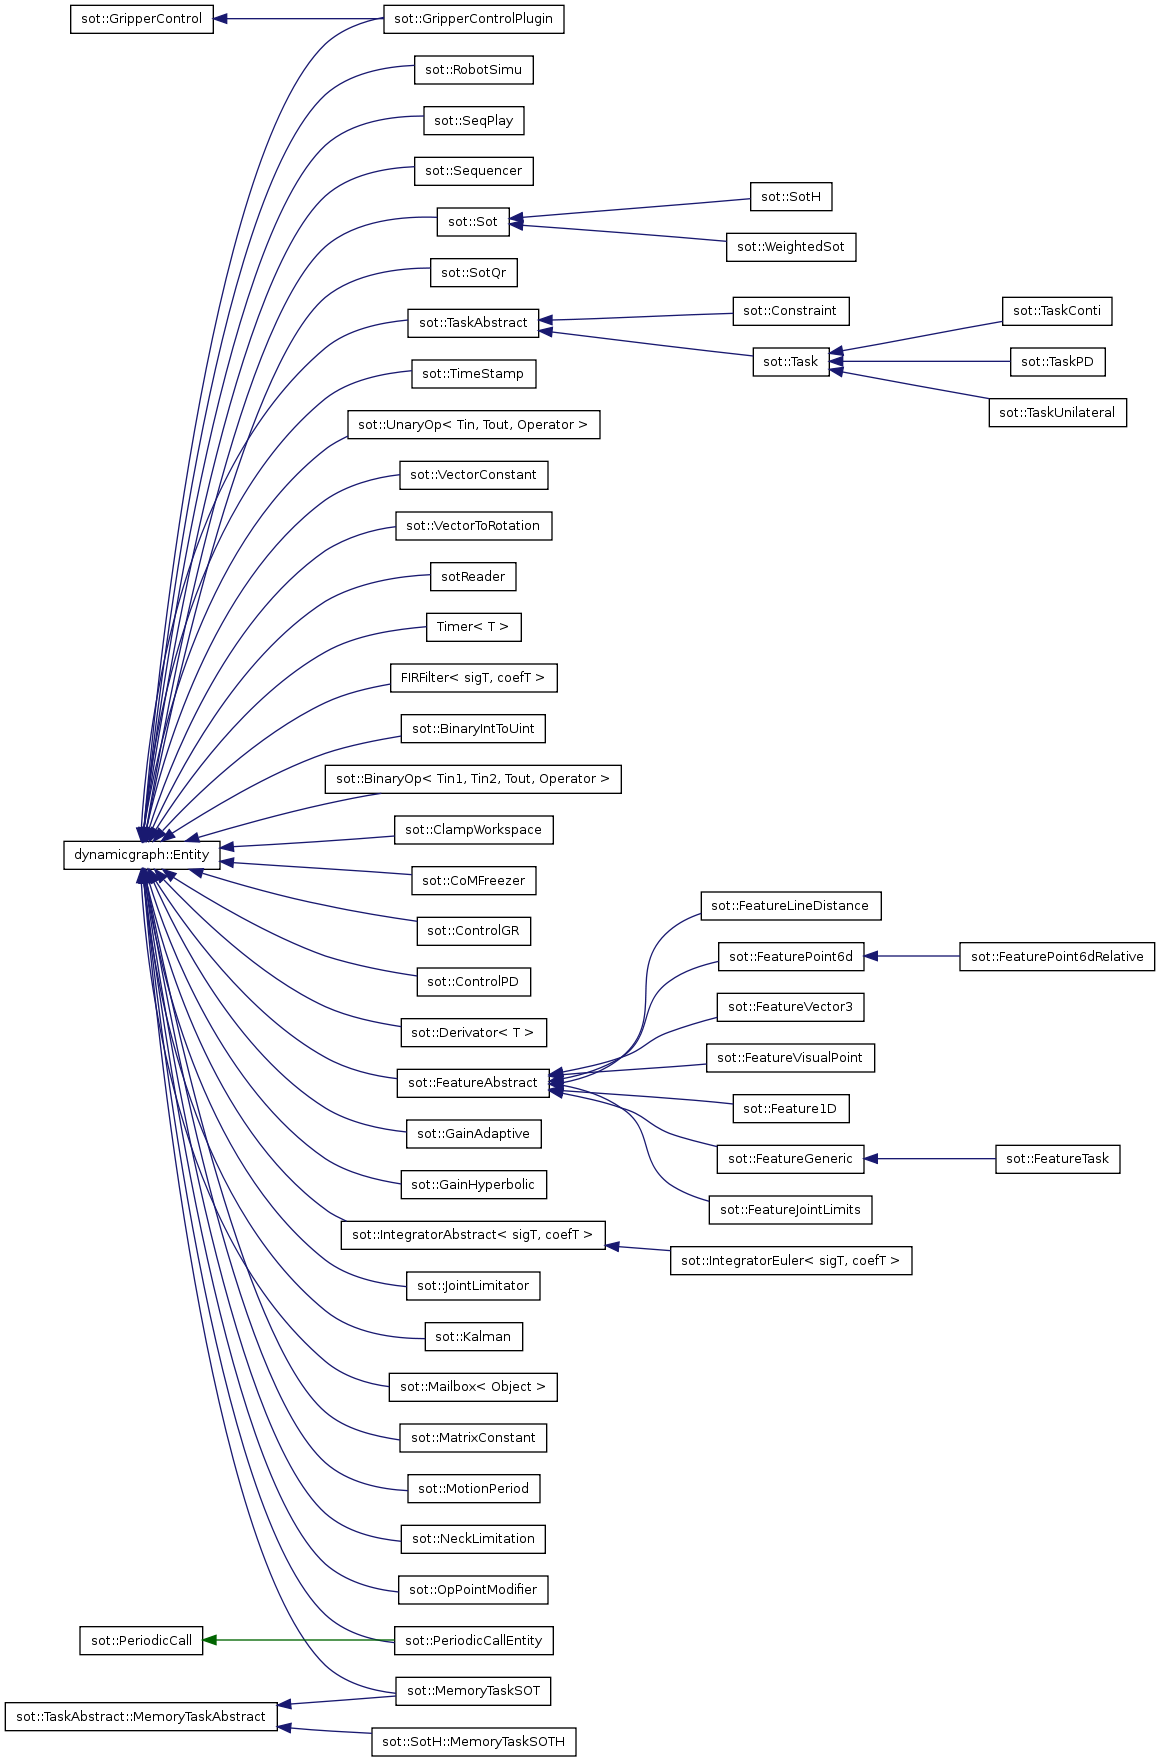 sot::GripperControl
sot::GripperControlPlugin
sot::RobotSimu
sot::SeqPlay
sot::Sequencer
sot::SotH
sot::Sot
sot::WeightedSot
sot::SotQr
sot::TaskAbstract
sot::Constraint
sot::TaskConti
sot::Task
sot::TaskPD
sot::TimeStamp
sot::TaskUnilateral
sot::UnaryOp< Tin, Tout, Operator >
sot::VectorConstant
sot::VectorToRotation
sotReader
Timer< T >
FIRFilter< sigT, coefT >
sot::BinaryIntToUint
sot::BinaryOp< Tin1, Tin2, Tout, Operator >
sot::ClampWorkspace
dynamicgraph::Entity
sot::CoMFreezer
sot::FeatureLineDistance
sot::ControlGR
sot::FeaturePoint6d
sot::FeaturePoint6dRelative
sot::ControlPD
sot::FeatureVector3
sot::Derivator< T >
sot::FeatureVisualPoint
sot::FeatureAbstract
sot::Feature1D
sot::GainAdaptive
sot::FeatureGeneric
sot::FeatureTask
sot::GainHyperbolic
sot::FeatureJointLimits
sot::IntegratorAbstract< sigT, coefT >
sot::IntegratorEuler< sigT, coefT >
sot::JointLimitator
sot::Kalman
sot::Mailbox< Object >
sot::MatrixConstant
sot::MotionPeriod
sot::NeckLimitation
sot::OpPointModifier
sot::PeriodicCall
sot::PeriodicCallEntity
sot::MemoryTaskSOT
sot::TaskAbstract::MemoryTaskAbstract
sot::SotH::MemoryTaskSOTH